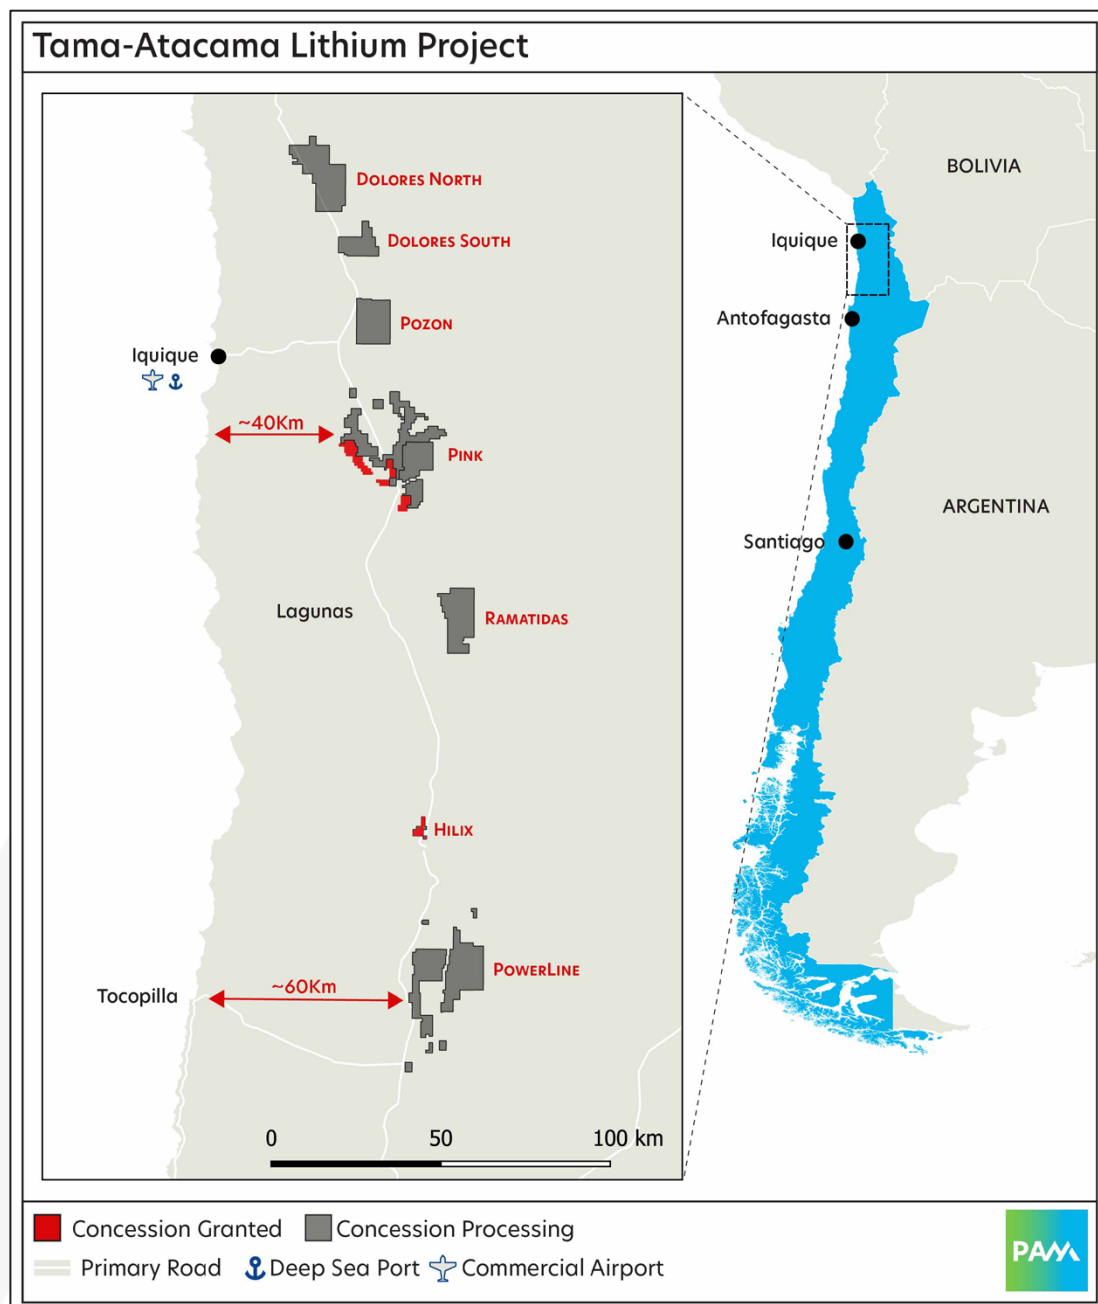 Tama-Atacama Lithium Project
Dolores North
Dolores South
Pozon
Iquique
~40Km
Pink
Lagunas
Ramatidas
Hilix
PowerLine
Tocopilla
~60Km
0 50 100 km
BOLIVIA
Iquique
Antofagasta
ARGENTINA
Santiago
Concession Granted
Concession Processing
Primary Road
Deep Sea Port
Commercial Airport
PAM